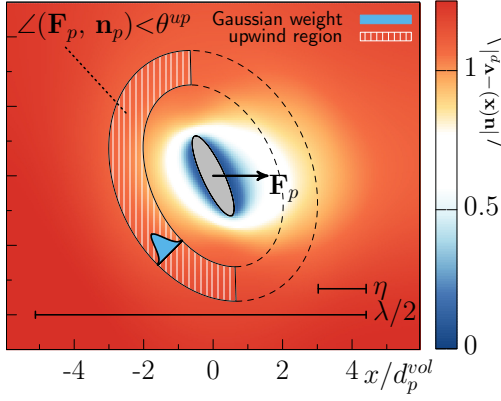 ∠(F_p, n_p)<θ^{up}
Gaussian weight
upwind region
F_p
η
λ/2
-4 -2 0 2 x/d_p^{vol} 6
1
0.5
0
⟨|u(x)−v_p|⟩